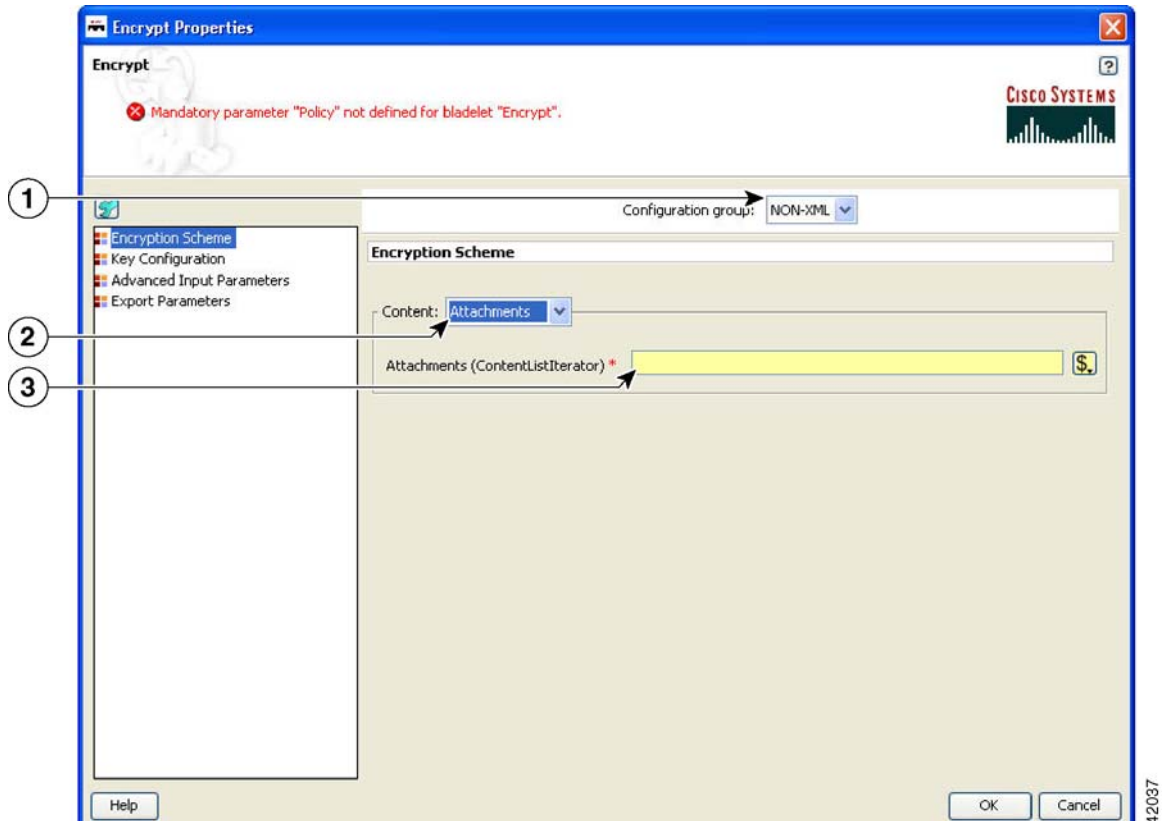 Encrypt Properties
Encrypt
Mandatory parameter "Policy" not defined for bladelet "Encrypt".
CISCO SYSTEMS
1
Configuration group: NON-XML
Encryption Scheme
Key Configuration
Advanced Input Parameters
Export Parameters
Encryption Scheme
Content: Attachments
2
Attachments (ContentListIterator) *
$
3
Help
OK
Cancel
42037